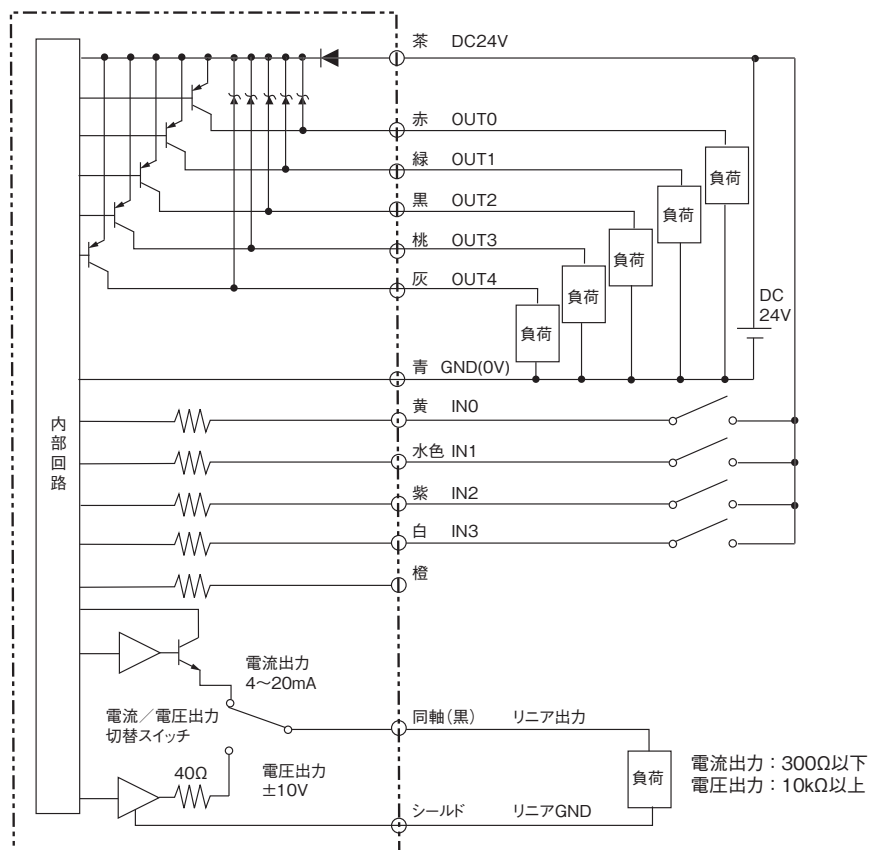 茶 DC24V
赤 OUT0
緑 OUT1
負荷
黒 OUT2
負荷
桃 OUT3
負荷
灰 OUT4
負荷
DC
24V
負荷
青 GND(0V)
黄 IN0
内部回路
水色 IN1
紫 IN2
白 IN3
橙
電流出力
4～20mA
電流／電圧出力
切替スイッチ
同軸（黒） リニア出力
40Ω
電圧出力
±10V
負荷
電流出力：300Ω以下
電圧出力：10kΩ以上
シールド リニアGND